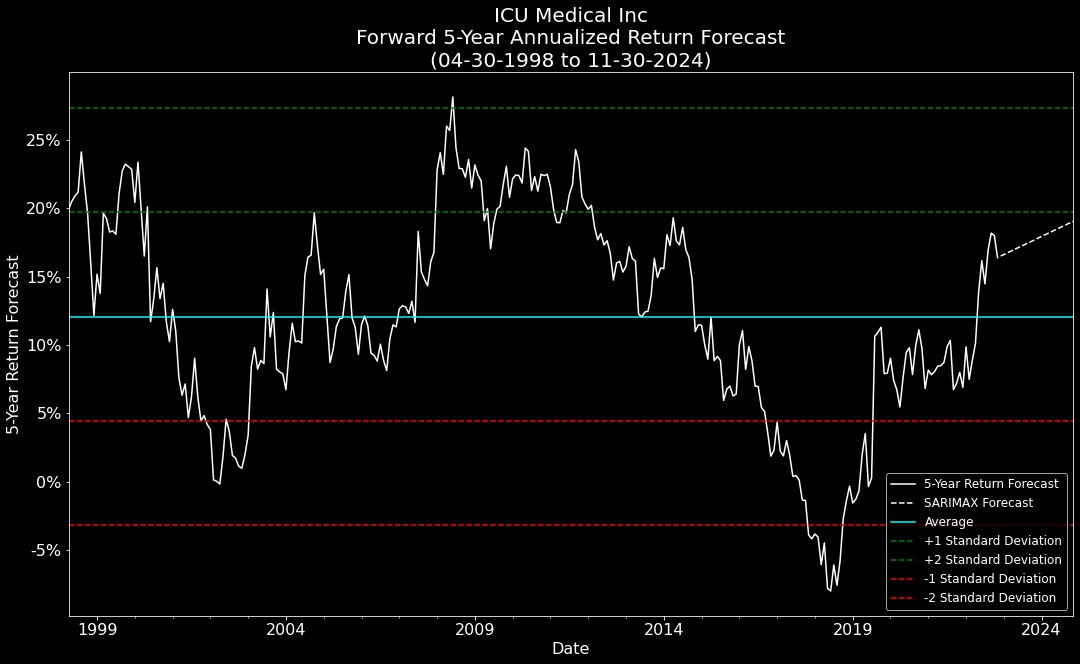 ICU Medical Inc
Forward 5-Year Annualized Return Forecast
(04-30-1998 to 11-30-2024)
5-Year Return Forecast
25%
20%
15%
10%
5%
0%
-5%
5-Year Return Forecast
SARIMAX Forecast
Average
+1 Standard Deviation
+2 Standard Deviation
-1 Standard Deviation
-2 Standard Deviation
1999 2004 2009 2014 2019 2024
Date